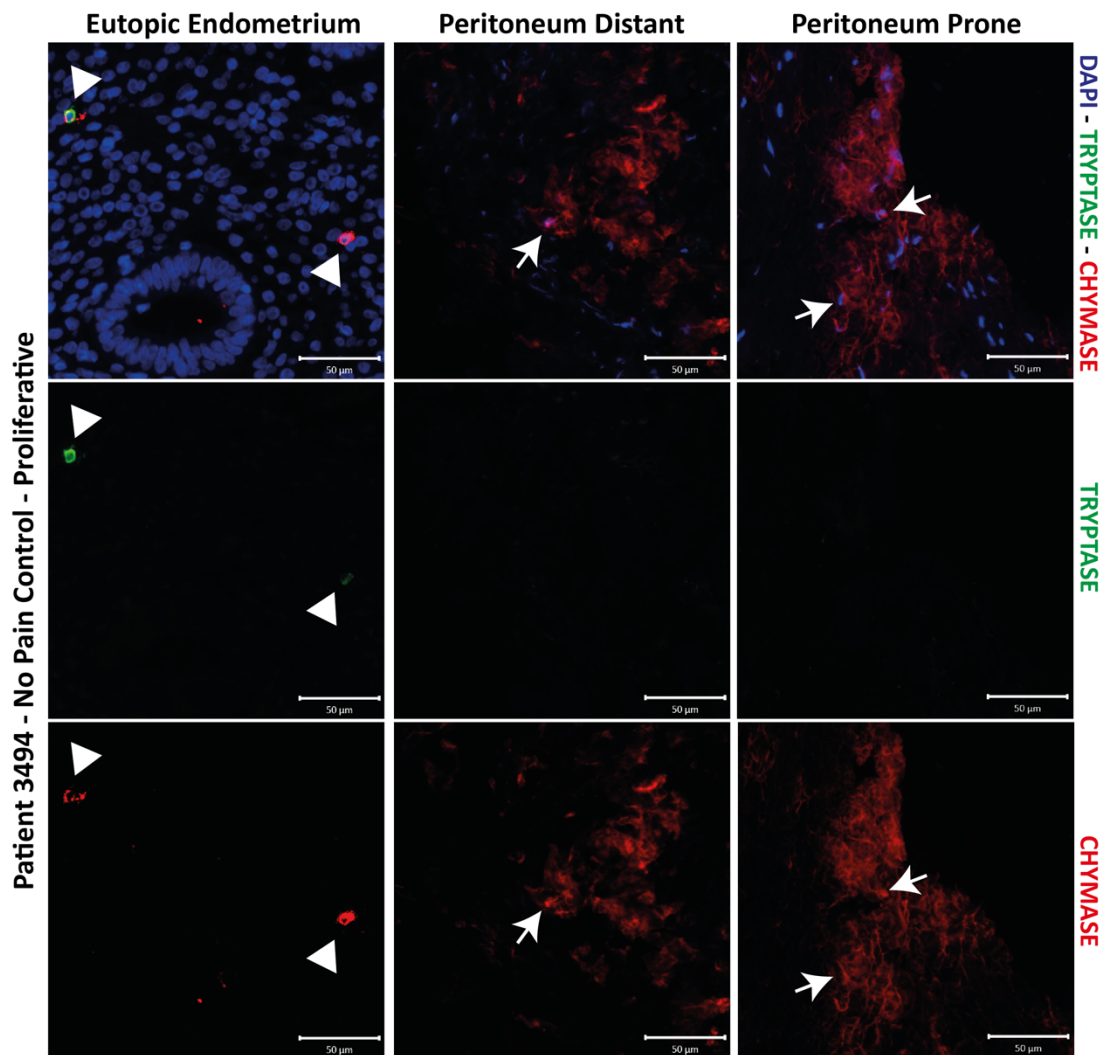 Eutopic Endometrium
Peritoneum Distant
Peritoneum Prone
Patient 3494 - No Pain Control - Proliferative
DAPI - TRYPTASE - CHYMASE
50 µm
50 µm
50 µm
TRYPTASE
50 µm
50 µm
50 µm
CHYMASE
50 µm
50 µm
50 µm